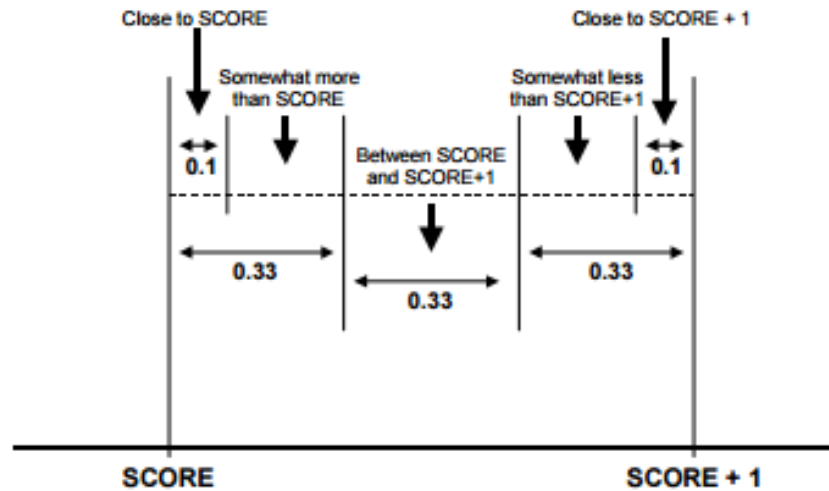 Close to SCORE
Close to SCORE + 1
Somewhat more
than SCORE
Somewhat less
than SCORE+1
0.1
Between SCORE
and SCORE+1
0.1
0.33
0.33
0.33
SCORE
SCORE + 1